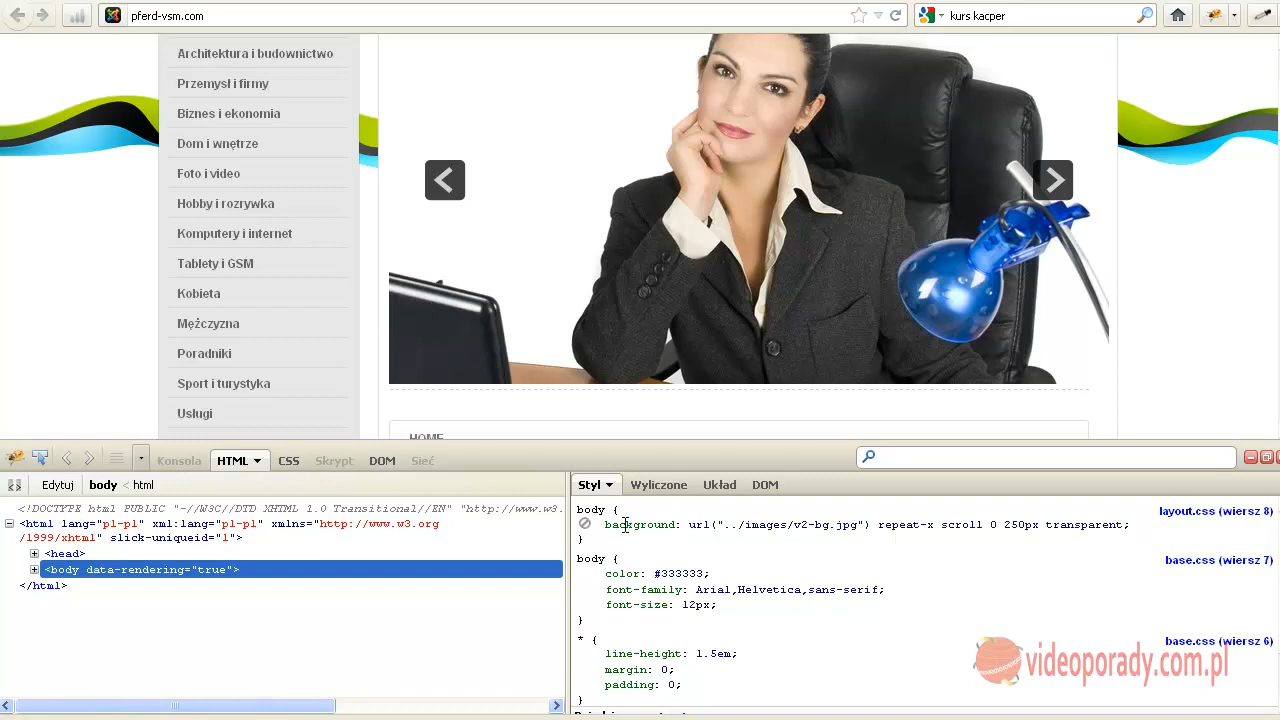 pferd-vsm.com
kurs kacper
Architektura i budownictwo
Przemysł i firmy
Biznes i ekonomia
Dom i wnętrze
Foto i video
Hobby i rozrywka
Komputery i internet
Tablety i GSM
Kobieta
Mężczyzna
Poradniki
Sport i turystyka
Usługi
HOME
Konsola HTML CSS Skrypt DOM Sieć
Edytuj body < html
Styl Wyliczone Układ DOM
<!DOCTYPE html PUBLIC "-//W3C//DTD XHTML 1.0 Transitional//EN" "http://www.w3.
<html lang="pl-pl" xml:lang="pl-pl" xmlns="http://www.w3.org
/1999/xhtml" slick-uniqueid="1">
<head>
<body data-rendering="true">
</html>
body {
layout.css (wiersz 8)
background: url("../images/v2-bg.jpg") repeat-x scroll 0 250px transparent;
}
body {
base.css (wiersz 7)
color: #333333;
font-family: Arial,Helvetica,sans-serif;
font-size: 12px;
}
* {
base.css (wiersz 6)
line-height: 1.5em;
margin: 0;
padding: 0;
}
videoporady.com.pl